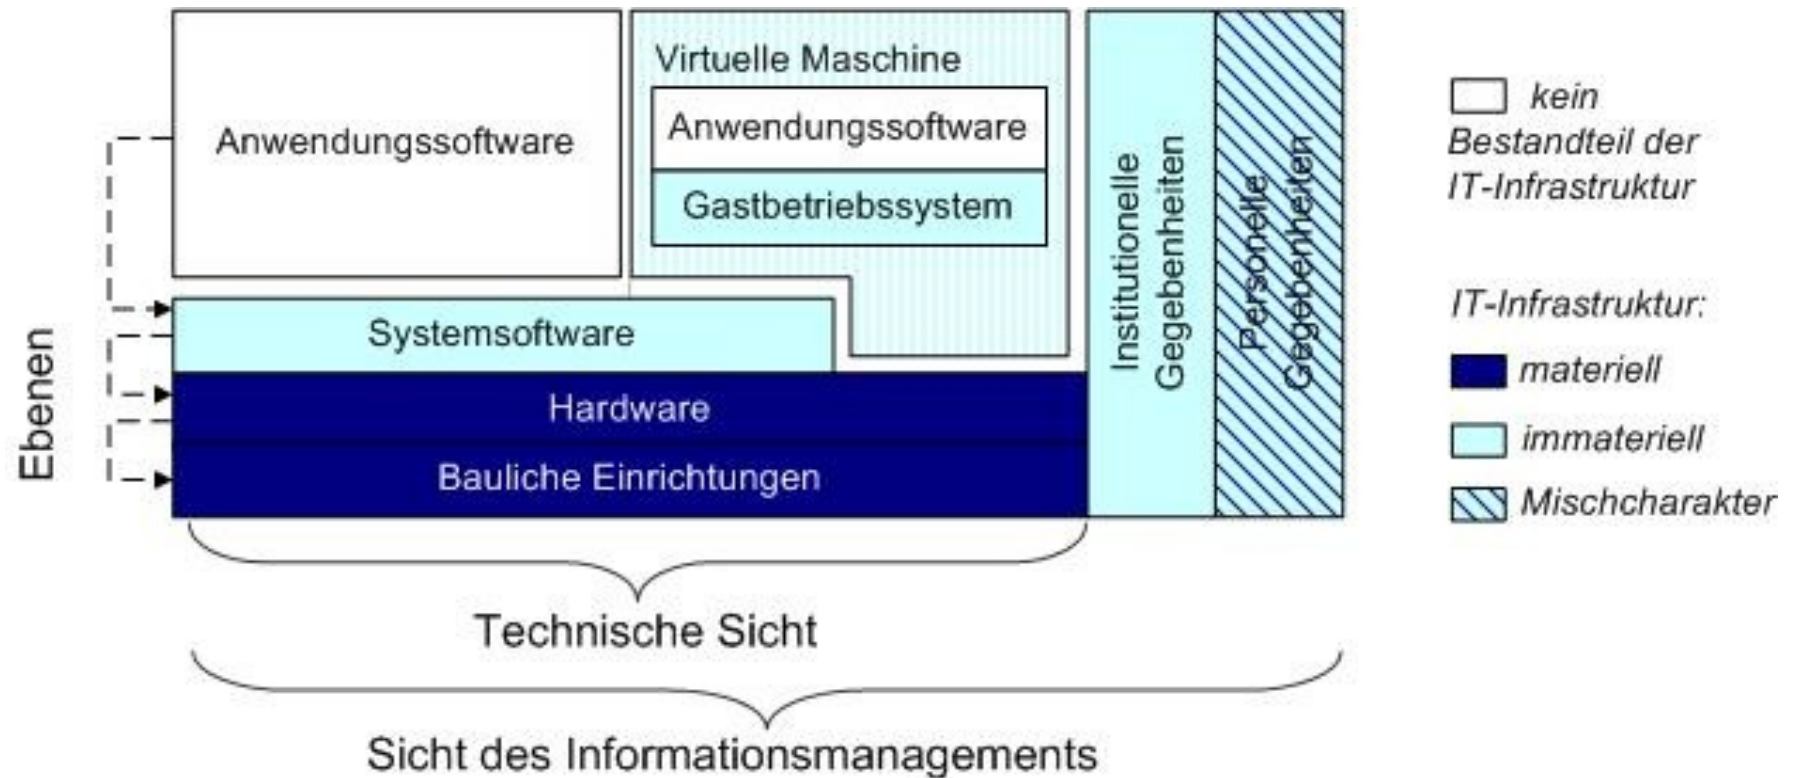 Virtuelle Maschine
Anwendungssoftware
Anwendungssoftware
Gastbetriebssystem
Systemsoftware
Hardware
Bauliche Einrichtungen
Ebenen
Institutionelle
Gegebenheiten
Personelle
Gegebenheiten
Technische Sicht
Sicht des Informationsmanagements
kein
Bestandteil der
IT-Infrastruktur
IT-Infrastruktur:
materiell
immateriell
Mischcharakter